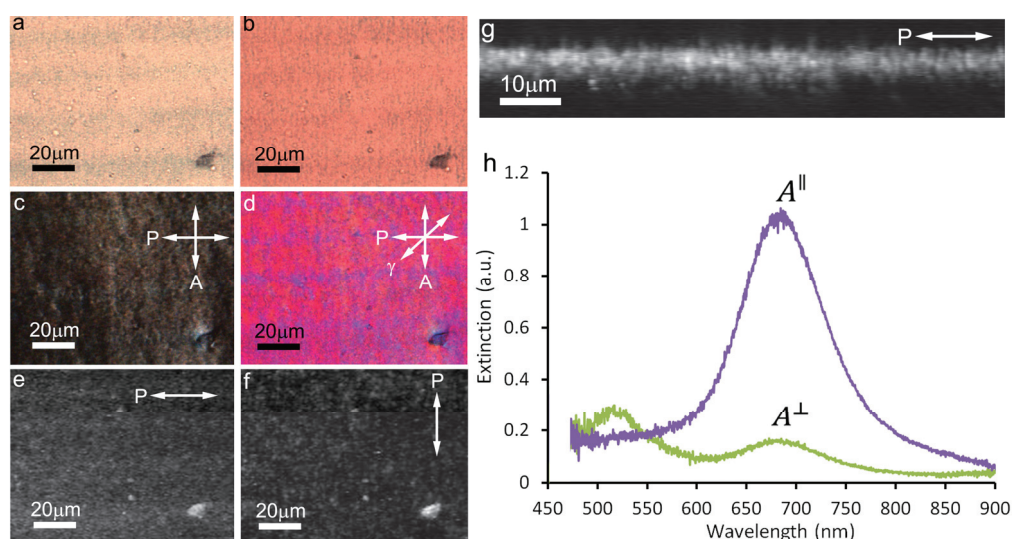 a
20μm
b
20μm
c
P
A
20μm
d
P
γ
A
20μm
e
P
20μm
f
P
20μm
g
P
10μm
h
Extinction (a.u.)
1.2
1
0.8
0.6
0.4
0.2
0
A∥
A⊥
450 500 550 600 650 700 750 800 850 900
Wavelength (nm)